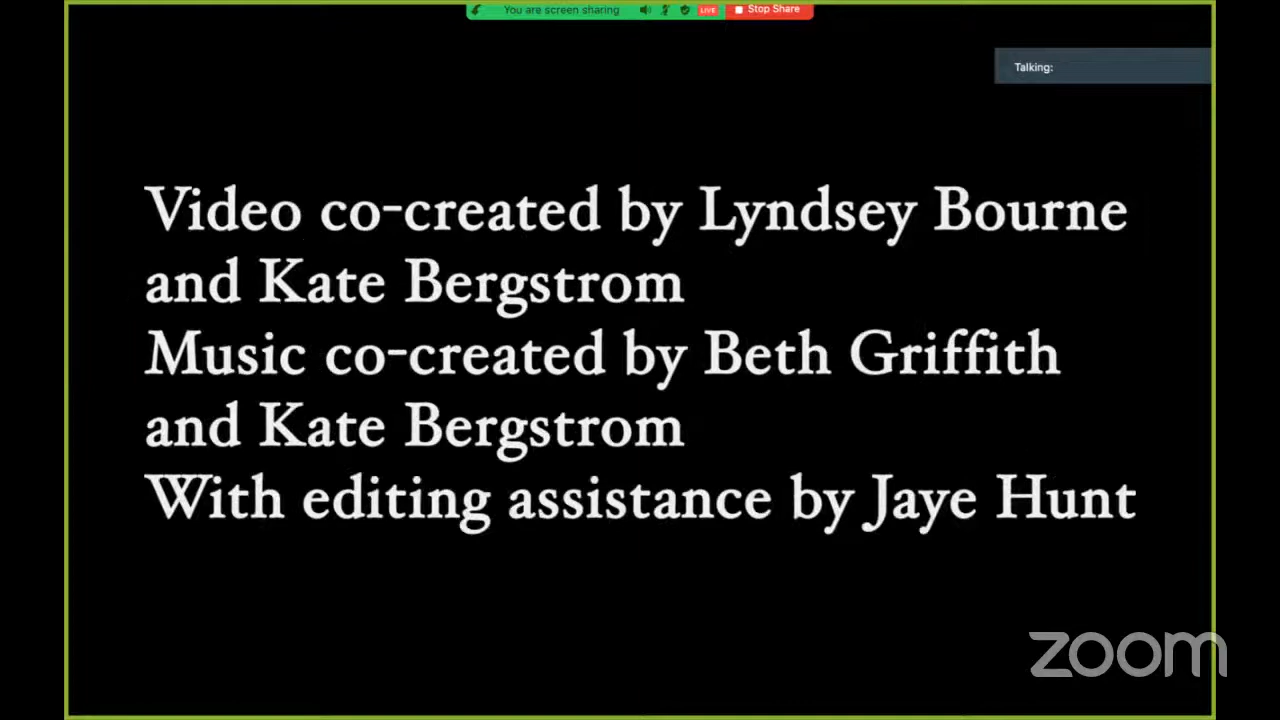 You are screen sharing LIVE Stop Share
Talking:
Video co-created by Lyndsey Bourne
and Kate Bergstrom
Music co-created by Beth Griffith
and Kate Bergstrom
With editing assistance by Jaye Hunt
zoom